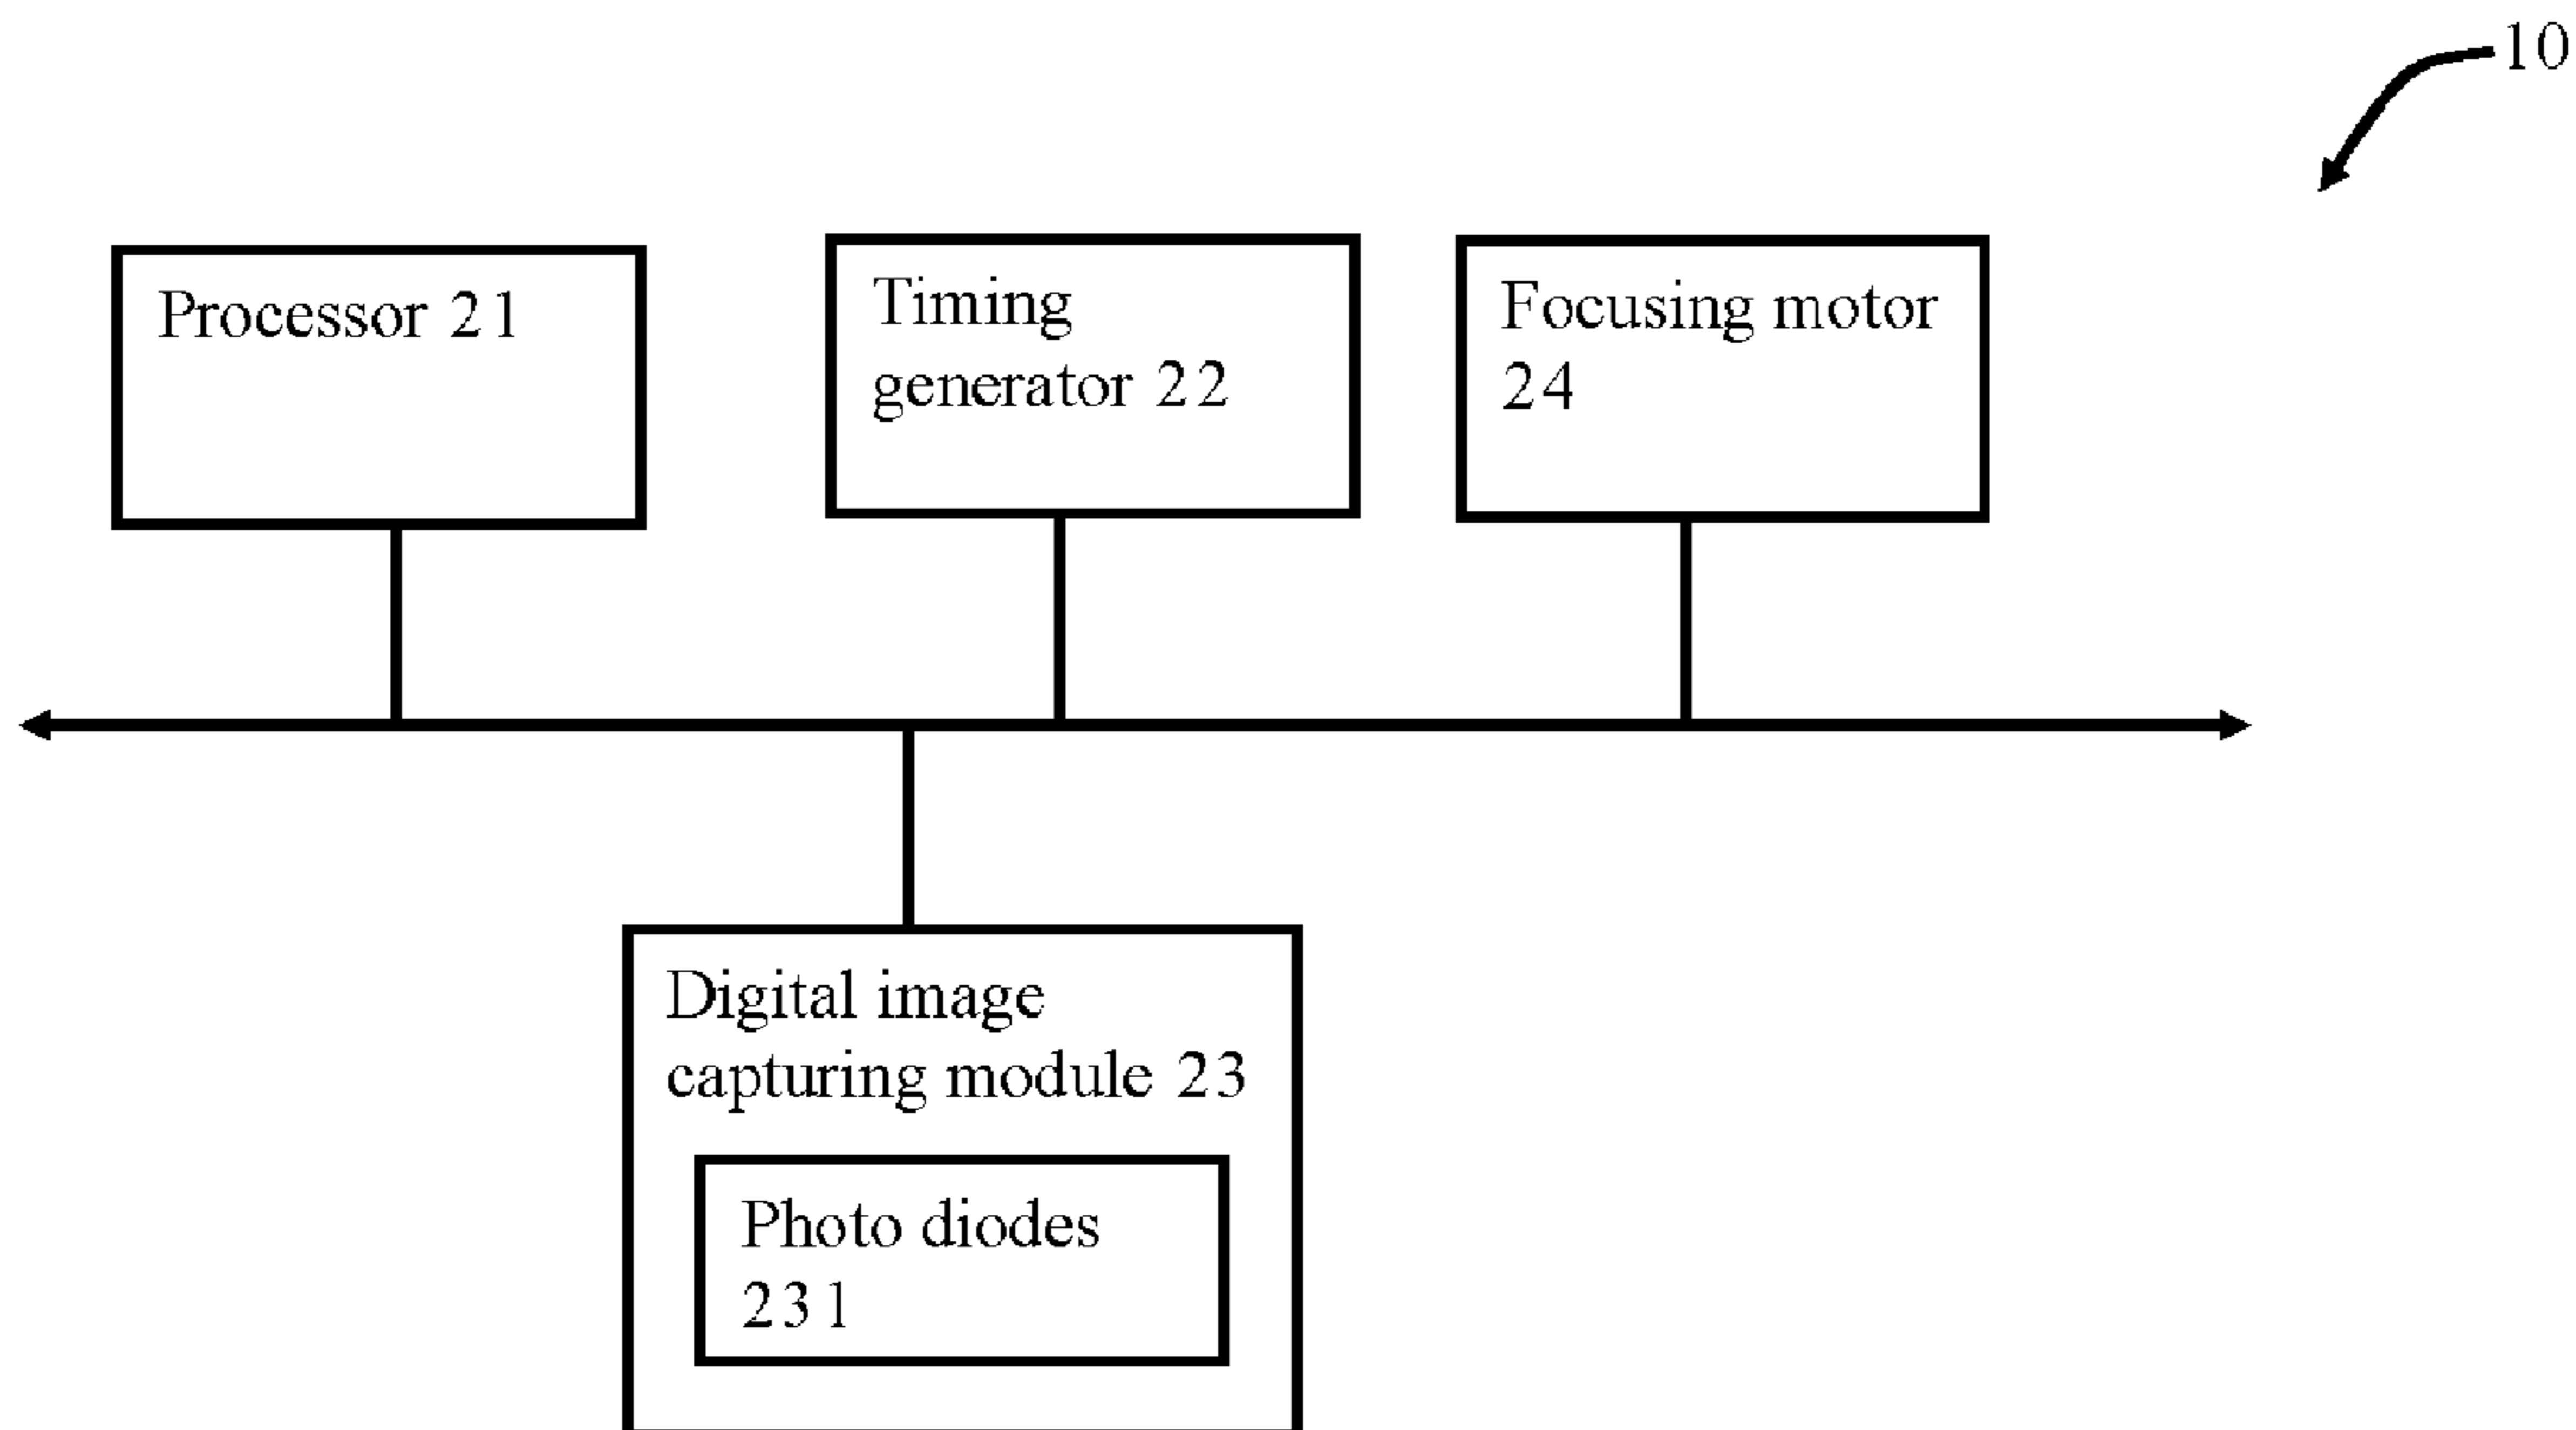 10
Processor 21
Timing
generator 22
Focusing motor
24
Digital image
capturing module 23
Photo diodes
231